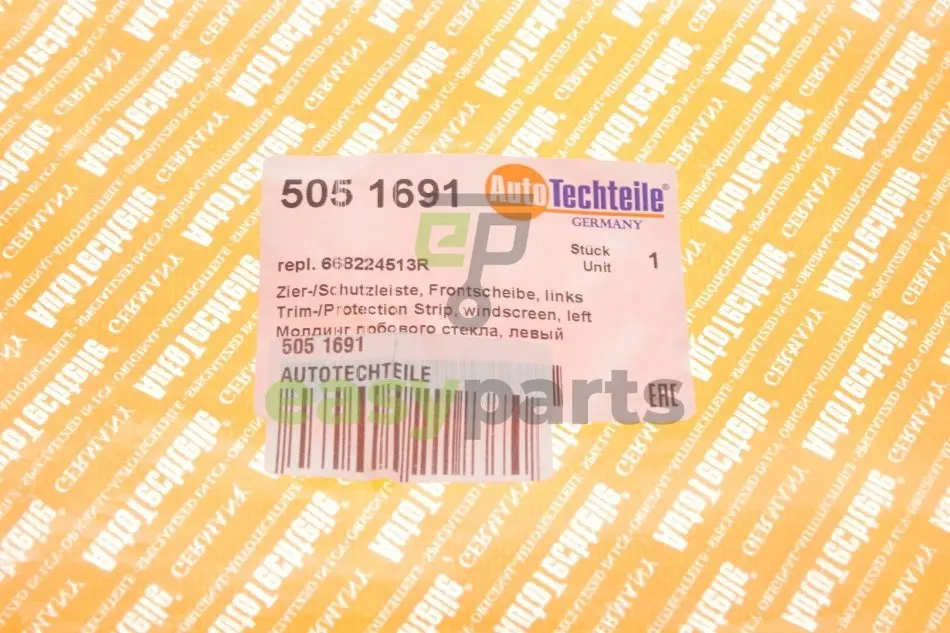 505 1691
AutoTechteile®
GERMANY
Stück
Unit 1
repl. 668224513R
Zier-/Schutzleiste, Frontscheibe, links
Trim-/Protection Strip, windscreen, left
Молдинг лобового стекла, левый
505 1691
AUTOTECHTEILE
EAC
easyparts